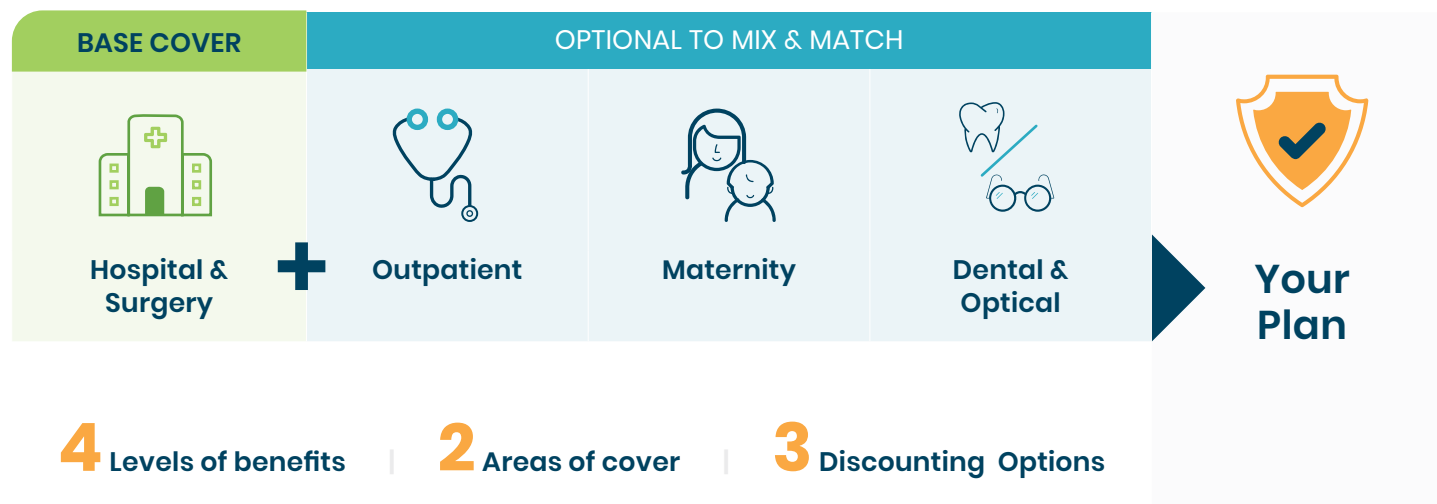 BASE COVER
OPTIONAL TO MIX & MATCH
Hospital &
Surgery
Outpatient
Maternity
Dental &
Optical
Your
Plan
4 Levels of benefits
2 Areas of cover
3 Discounting Options